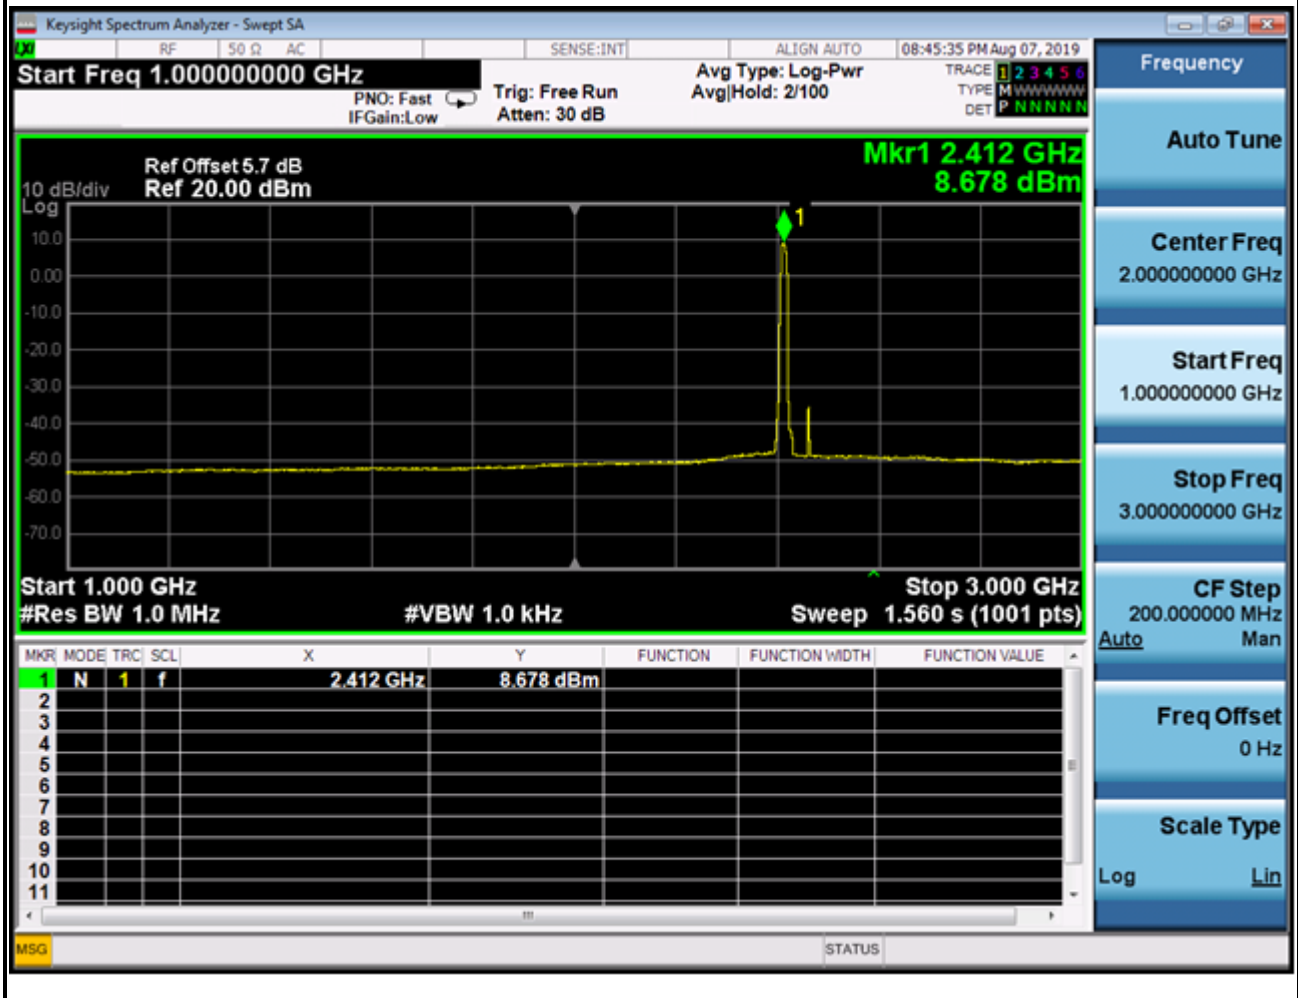 Keysight Spectrum Analyzer - Swept SA
LXI RF 50 Ω AC SENSE:INT ALIGN AUTO 08:45:35 PM Aug 07, 2019
Start Freq 1.000000000 GHz
PNO: Fast
IFGain:Low
Trig: Free Run
Atten: 30 dB
Avg Type: Log-Pwr
Avg|Hold: 2/100
TRACE 1 2 3 4 5 6
TYPE M WWWWW
DET P N N N N N
Mkr1 2.412 GHz
8.678 dBm
Ref Offset 5.7 dB
10 dB/div Ref 20.00 dBm
Log
1
10.0
0.00
-10.0
-20.0
-30.0
-40.0
-50.0
-60.0
-70.0
Start 1.000 GHz Stop 3.000 GHz
#Res BW 1.0 MHz #VBW 1.0 kHz Sweep 1.560 s (1001 pts)
MKR MODE TRC SCL X Y FUNCTION FUNCTION WIDTH FUNCTION VALUE
1 N 1 f 2.412 GHz 8.678 dBm
2
3
4
5
6
7
8
9
10
11
MSG STATUS
Frequency
Auto Tune
Center Freq
2.000000000 GHz
Start Freq
1.000000000 GHz
Stop Freq
3.000000000 GHz
CF Step
200.000000 MHz
Auto Man
Freq Offset
0 Hz
Scale Type
Log Lin